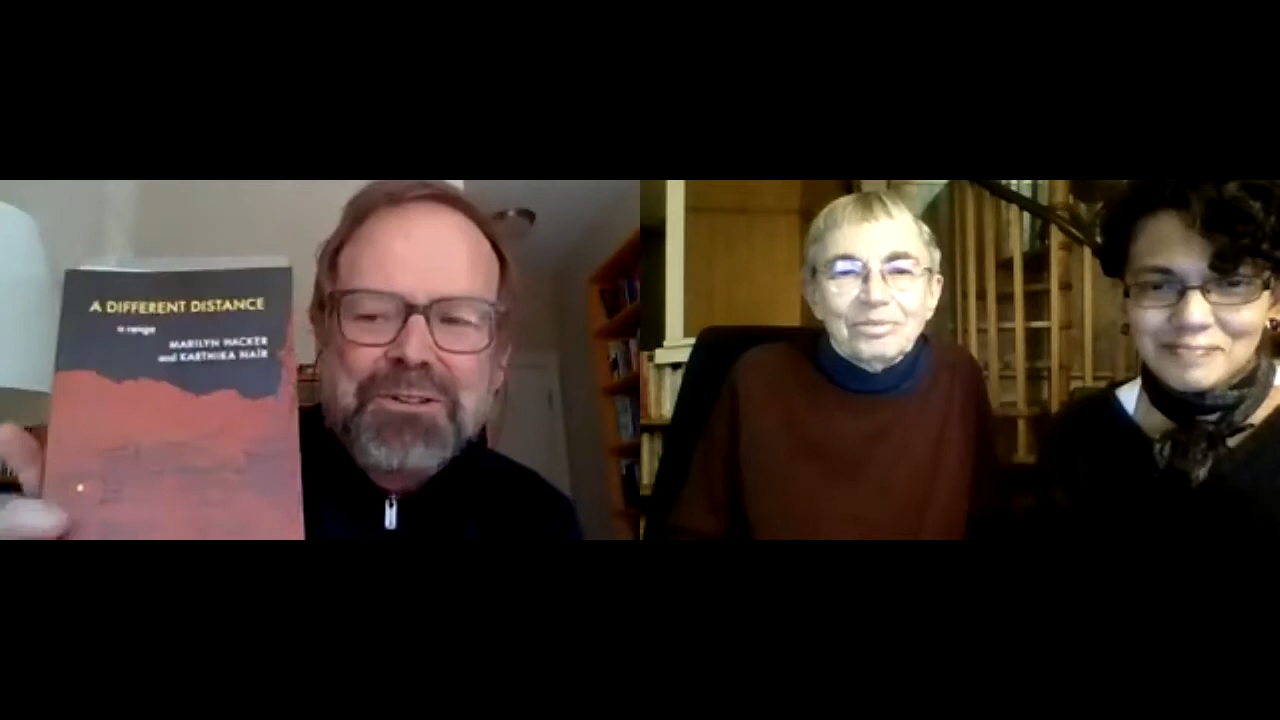 A DIFFERENT DISTANCE
a renga
MARILYN HACKER
and KARTHIKA NAÏR